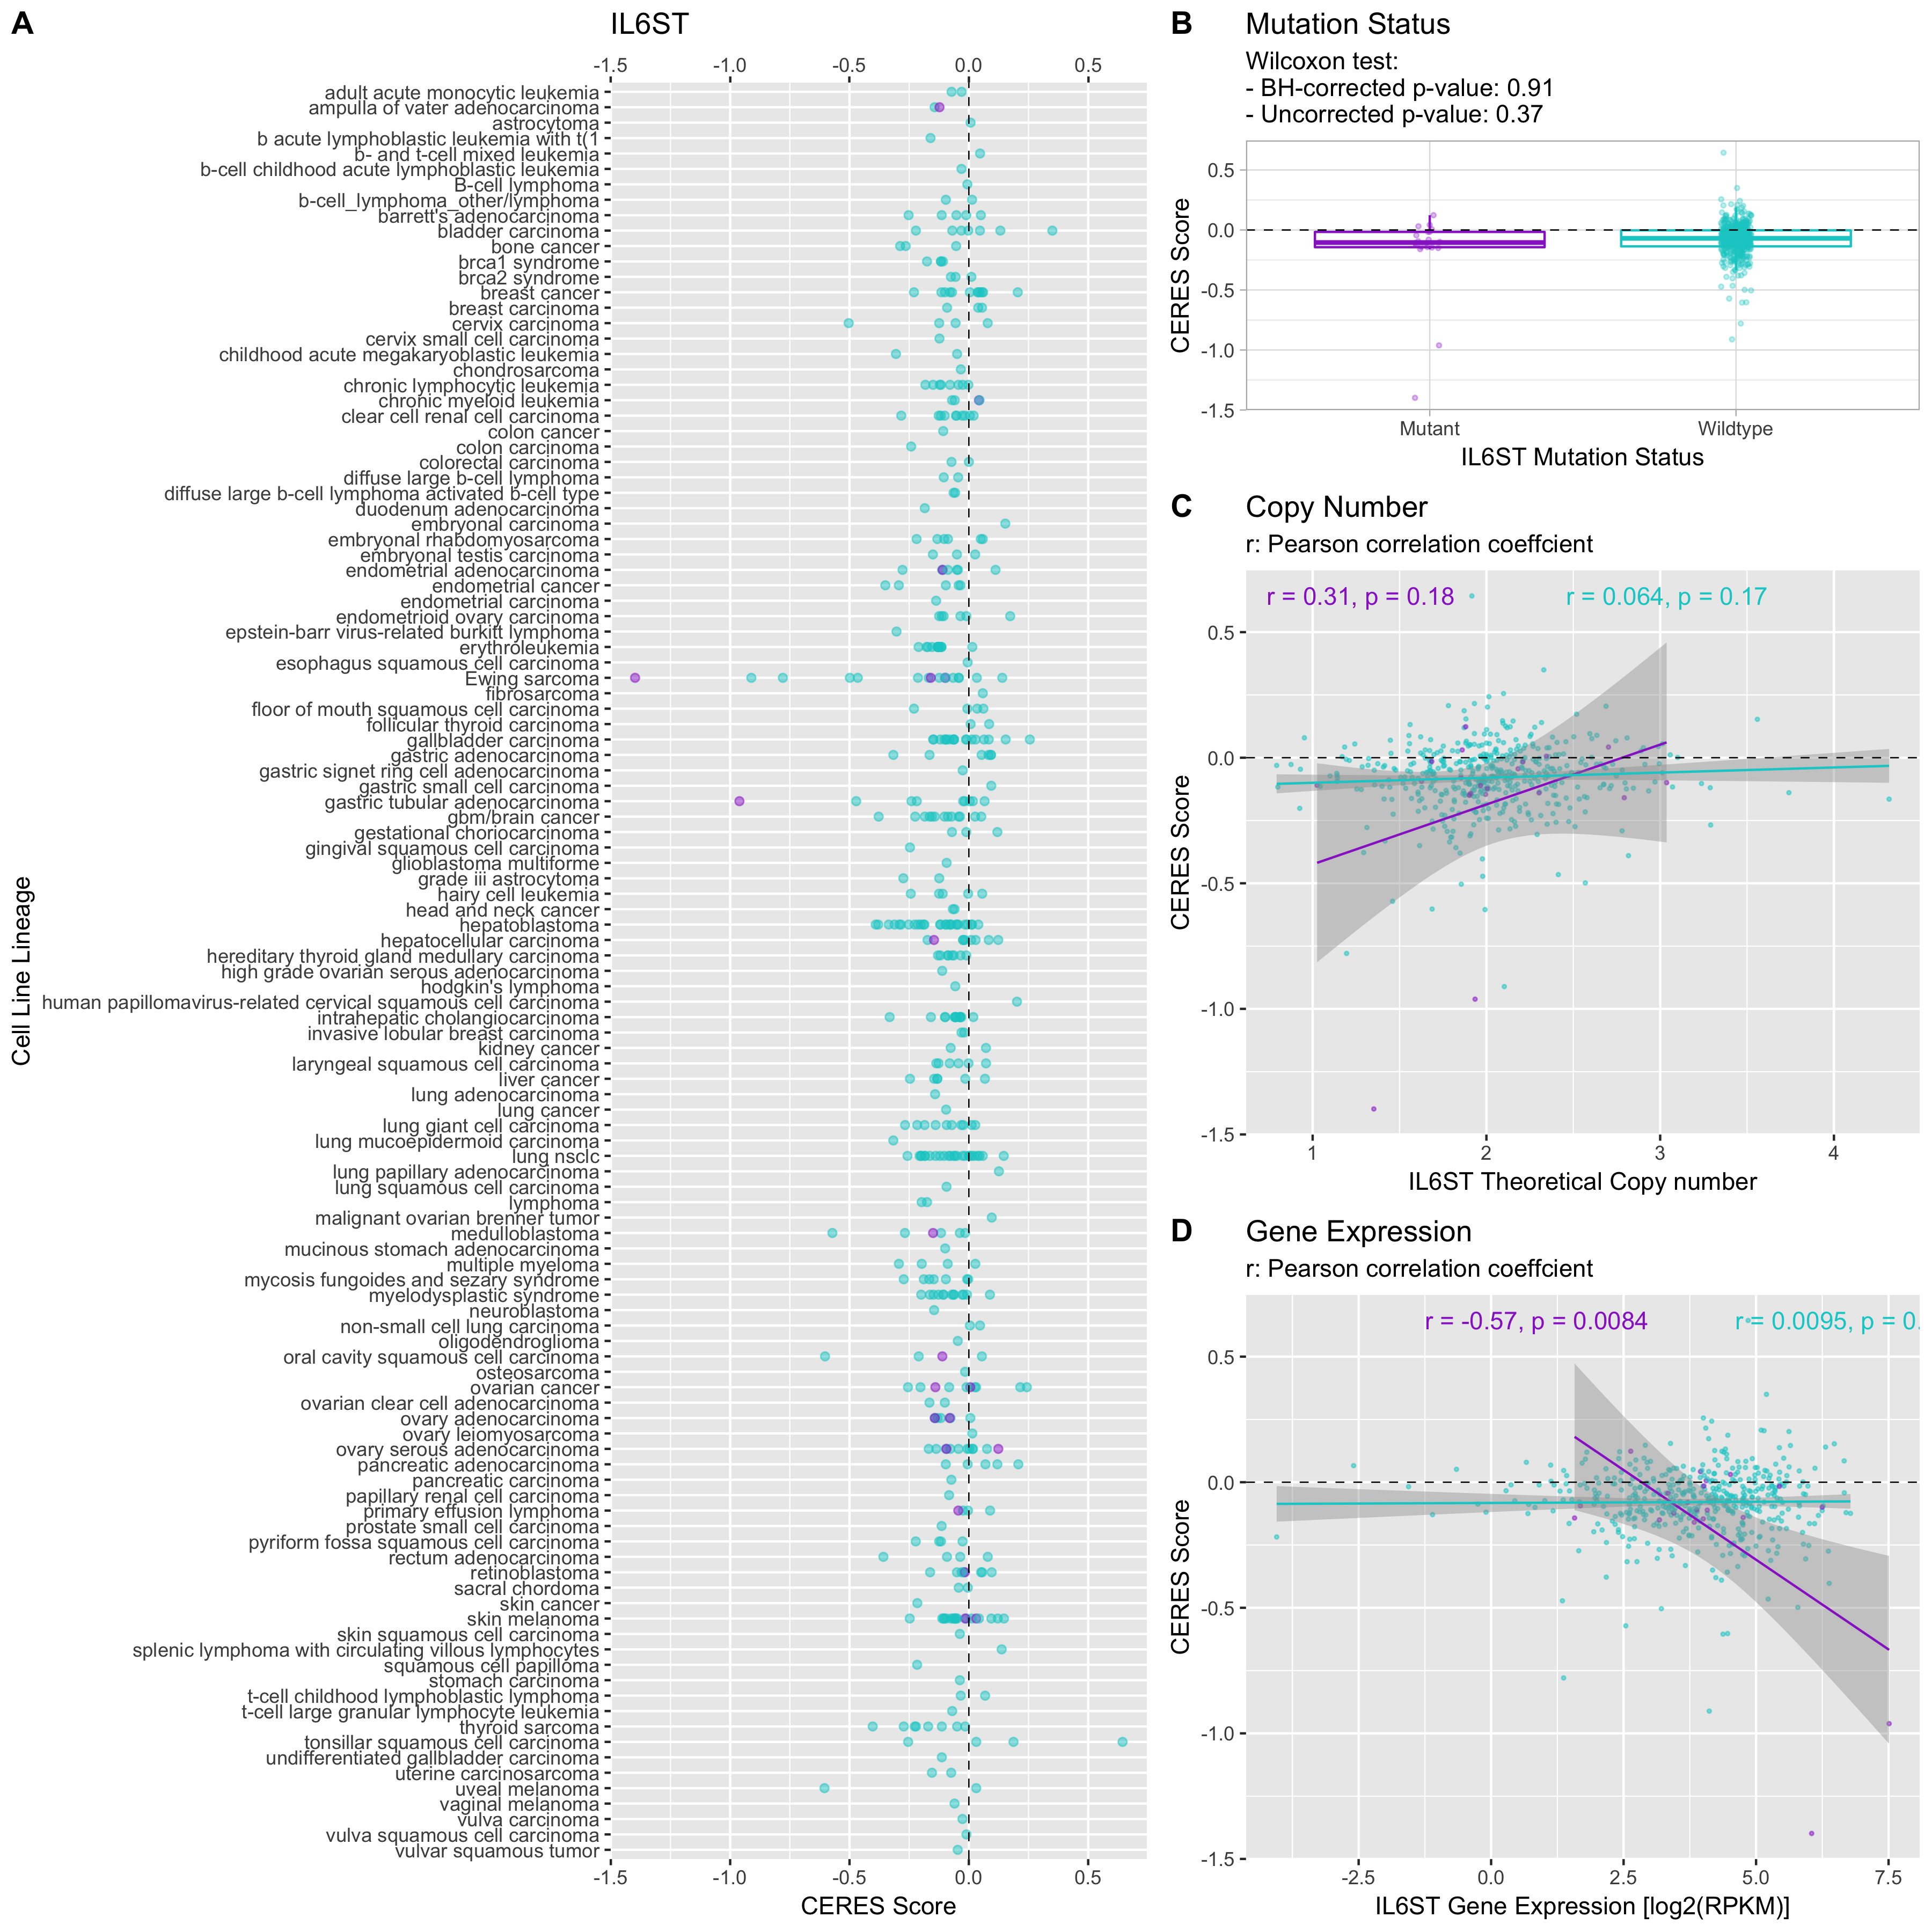 A
IL6ST
-1.5 -1.0 -0.5 0.0 0.5
Cell Line Lineage
adult acute monocytic leukemia
ampulla of vater adenocarcinoma
astrocytoma
b acute lymphoblastic leukemia with t(1
b- and t-cell mixed leukemia
b-cell childhood acute lymphoblastic leukemia
B-cell lymphoma
b-cell_lymphoma_other/lymphoma
barrett's adenocarcinoma
bladder carcinoma
bone cancer
brca1 syndrome
brca2 syndrome
breast cancer
breast carcinoma
cervix carcinoma
cervix small cell carcinoma
childhood acute megakaryoblastic leukemia
chondrosarcoma
chronic lymphocytic leukemia
chronic myeloid leukemia
clear cell renal cell carcinoma
colon cancer
colon carcinoma
colorectal carcinoma
diffuse large b-cell lymphoma
diffuse large b-cell lymphoma activated b-cell type
duodenum adenocarcinoma
embryonal carcinoma
embryonal rhabdomyosarcoma
embryonal testis carcinoma
endometrial adenocarcinoma
endometrial cancer
endometrial carcinoma
endometrioid ovary carcinoma
epstein-barr virus-related burkitt lymphoma
erythroleukemia
esophagus squamous cell carcinoma
Ewing sarcoma
fibrosarcoma
floor of mouth squamous cell carcinoma
follicular thyroid carcinoma
gallbladder carcinoma
gastric adenocarcinoma
gastric signet ring cell adenocarcinoma
gastric small cell carcinoma
gastric tubular adenocarcinoma
gbm/brain cancer
gestational choriocarcinoma
gingival squamous cell carcinoma
glioblastoma multiforme
grade iii astrocytoma
hairy cell leukemia
head and neck cancer
hepatoblastoma
hepatocellular carcinoma
hereditary thyroid gland medullary carcinoma
high grade ovarian serous adenocarcinoma
hodgkin's lymphoma
human papillomavirus-related cervical squamous cell carcinoma
intrahepatic cholangiocarcinoma
invasive lobular breast carcinoma
kidney cancer
laryngeal squamous cell carcinoma
liver cancer
lung adenocarcinoma
lung cancer
lung giant cell carcinoma
lung mucoepidermoid carcinoma
lung nsclc
lung papillary adenocarcinoma
lung squamous cell carcinoma
lymphoma
malignant ovarian brenner tumor
medulloblastoma
mucinous stomach adenocarcinoma
multiple myeloma
mycosis fungoides and sezary syndrome
myelodysplastic syndrome
neuroblastoma
non-small cell lung carcinoma
oligodendroglioma
oral cavity squamous cell carcinoma
osteosarcoma
ovarian cancer
ovarian clear cell adenocarcinoma
ovary adenocarcinoma
ovary leiomyosarcoma
ovary serous adenocarcinoma
pancreatic adenocarcinoma
pancreatic carcinoma
papillary renal cell carcinoma
primary effusion lymphoma
prostate small cell carcinoma
pyriform fossa squamous cell carcinoma
rectum adenocarcinoma
retinoblastoma
sacral chordoma
skin cancer
skin melanoma
skin squamous cell carcinoma
splenic lymphoma with circulating villous lymphocytes
squamous cell papilloma
stomach carcinoma
t-cell childhood lymphoblastic lymphoma
t-cell large granular lymphocyte leukemia
thyroid sarcoma
tonsillar squamous cell carcinoma
undifferentiated gallbladder carcinoma
uterine carcinosarcoma
uveal melanoma
vaginal melanoma
vulva carcinoma
vulva squamous cell carcinoma
vulvar squamous tumor
-1.5 -1.0 -0.5 0.0 0.5
CERES Score
B
Mutation Status
Wilcoxon test:
- BH-corrected p-value: 0.91
- Uncorrected p-value: 0.37
CERES Score
0.5
0.0
-0.5
-1.0
-1.5
Mutant Wildtype
IL6ST Mutation Status
C
Copy Number
r: Pearson correlation coeffcient
r = 0.31, p = 0.18 r = 0.064, p = 0.17
CERES Score
0.5
0.0
-0.5
-1.0
-1.5
1 2 3 4
IL6ST Theoretical Copy number
D
Gene Expression
r: Pearson correlation coeffcient
r = -0.57, p = 0.0084 r = 0.0095, p = 0.
CERES Score
0.5
0.0
-0.5
-1.0
-1.5
-2.5 0.0 2.5 5.0 7.5
IL6ST Gene Expression [log2(RPKM)]